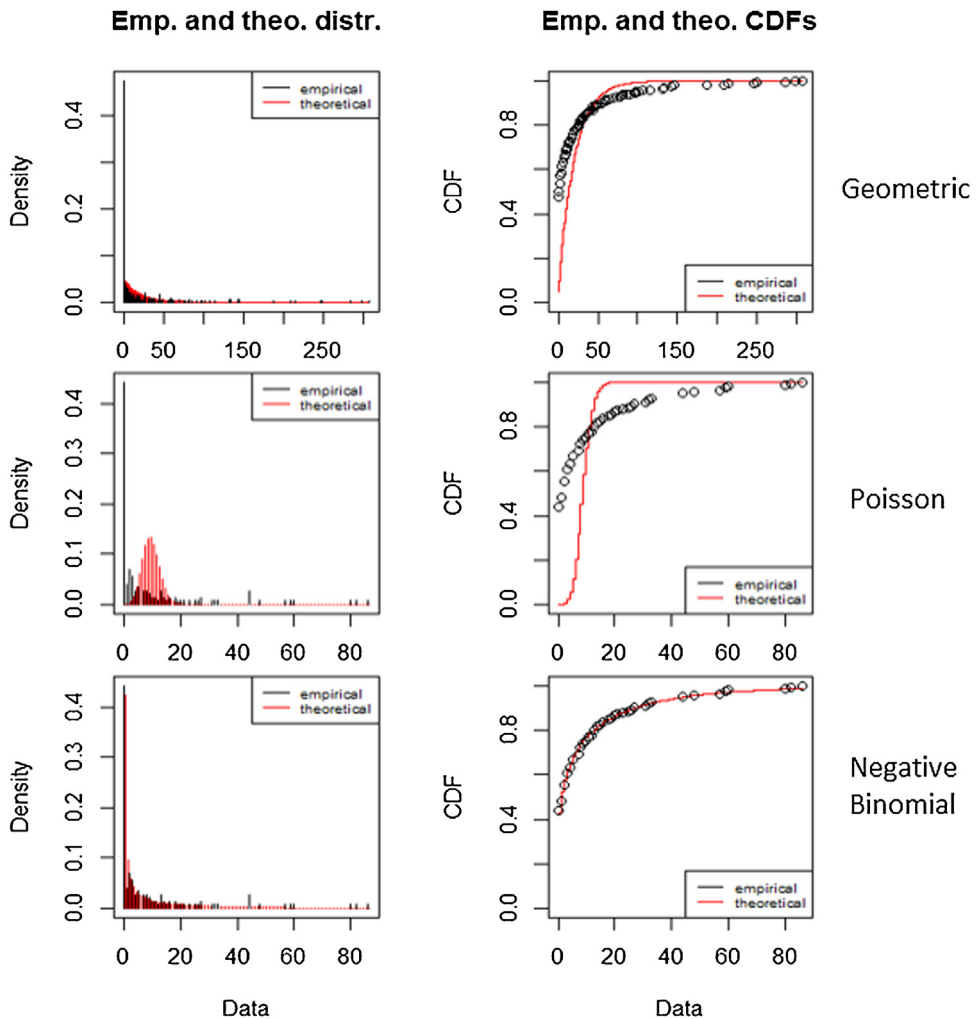 Emp. and theo. distr.
Emp. and theo. CDFs
Density
0.0 0.2 0.4
empirical
theoretical
0 50 150 250
CDF
0.0 0.4 0.8
empirical
theoretical
0 50 150 250
Geometric
Density
0.0 0.1 0.2 0.3 0.4
empirical
theoretical
0 20 40 60 80
CDF
0.0 0.4 0.8
empirical
theoretical
0 20 40 60 80
Poisson
Density
0.0 0.1 0.2 0.3 0.4
empirical
theoretical
0 20 40 60 80
Data
CDF
0.0 0.4 0.8
empirical
theoretical
0 20 40 60 80
Data
Negative
Binomial